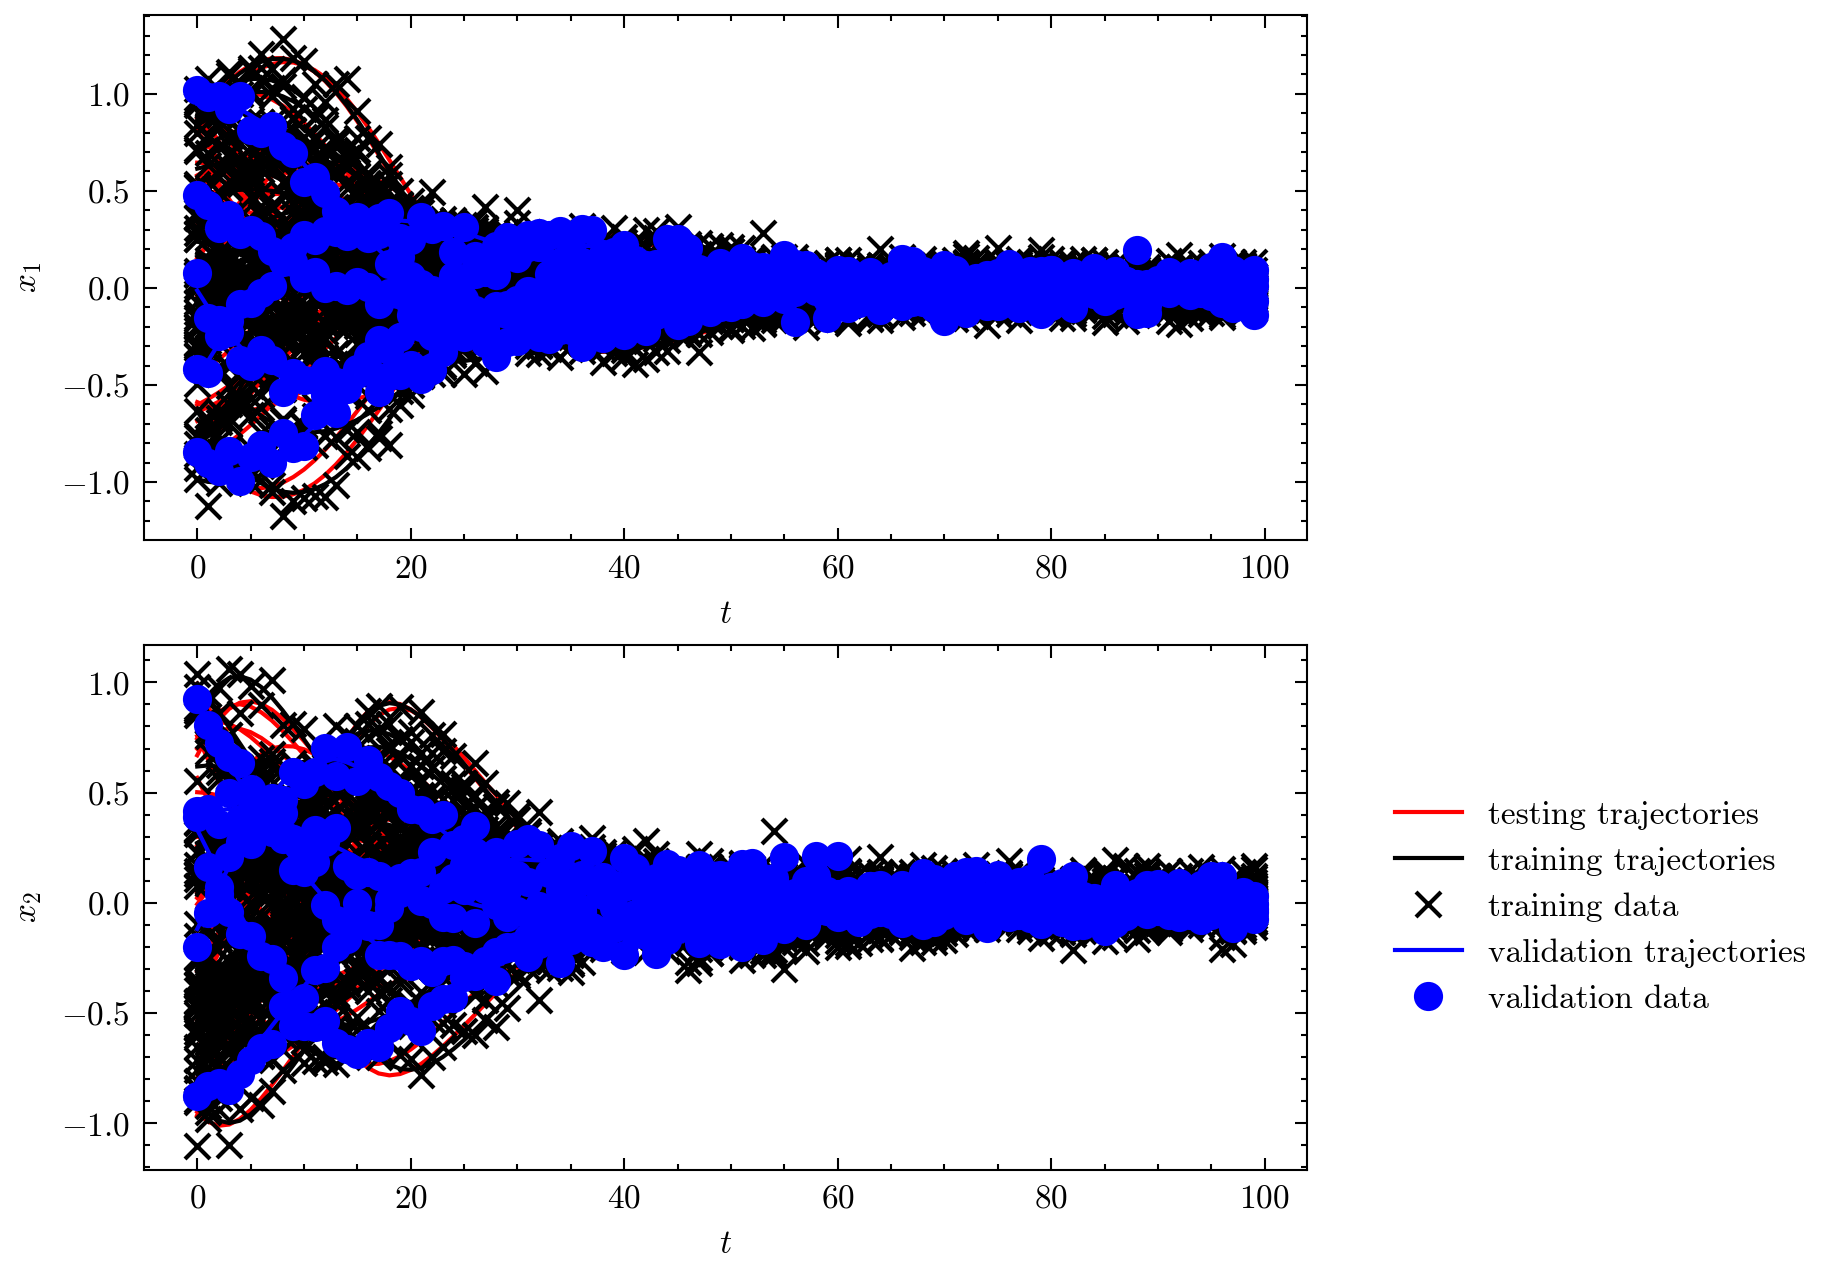 1.0
0.5
0.0
−0.5
−1.0
x₁
0 20 40 60 80 100
t
1.0
0.5
0.0
−0.5
−1.0
x₂
0 20 40 60 80 100
t
testing trajectories
training trajectories
training data
validation trajectories
validation data